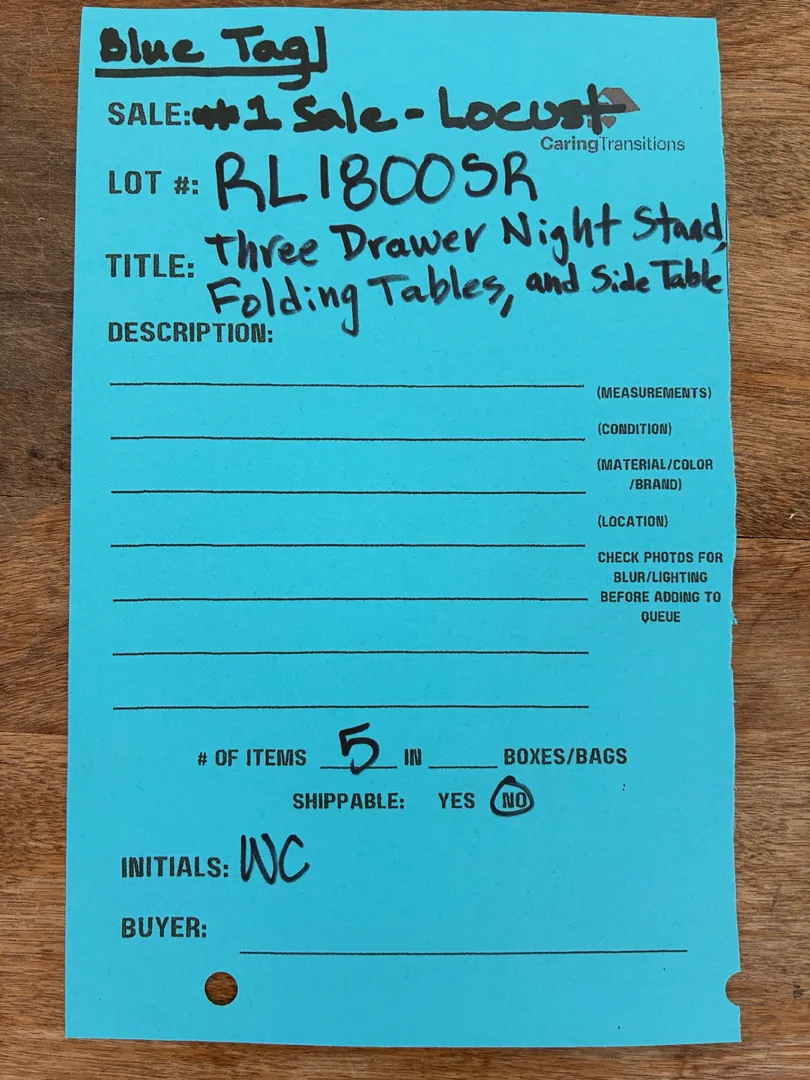 Blue Tag
SALE: #1 Sale - Locust
CaringTransitions
LOT #: RL1800SR
TITLE: Three Drawer Night Stand,
Folding Tables, and Side Table
DESCRIPTION:
(MEASUREMENTS)
(CONDITION)
(MATERIAL/COLOR
/BRAND)
(LOCATION)
CHECK PHOTOS FOR
BLUR/LIGHTING
BEFORE ADDING TO
QUEUE
# OF ITEMS 5 IN ____ BOXES/BAGS
SHIPPABLE: YES NO
INITIALS: WC
BUYER: